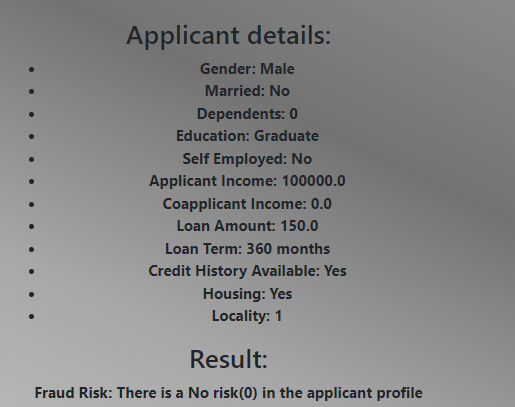 Applicant details:
Gender: Male
Married: No
Dependents: 0
Education: Graduate
Self Employed: No
Applicant Income: 100000.0
Coapplicant Income: 0.0
Loan Amount: 150.0
Loan Term: 360 months
Credit History Available: Yes
Housing: Yes
Locality: 1
Result:
Fraud Risk: There is a No risk(0) in the applicant profile